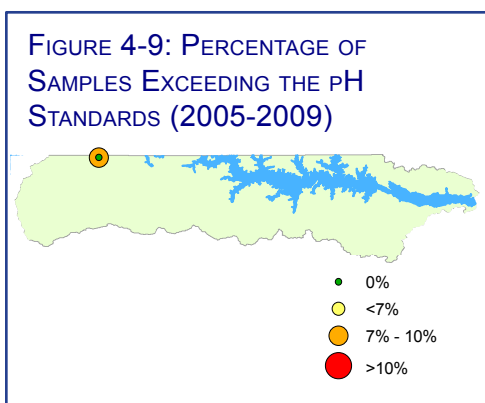 FIGURE 4-9: PERCENTAGE OF
SAMPLES EXCEEDING THE pH
STANDARDS (2005-2009)
0%
<7%
7% - 10%
>10%